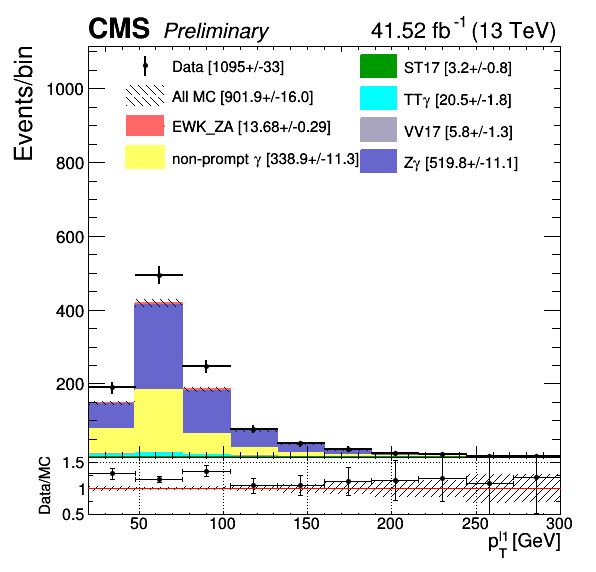 CMS Preliminary 41.52 fb⁻¹ (13 TeV)
Events/bin
Data [1095+/-33]
All MC [901.9+/-16.0]
EWK_ZA [13.68+/-0.29]
non-prompt γ [338.9+/-11.3]
ST17 [3.2+/-0.8]
TTγ [20.5+/-1.8]
VV17 [5.8+/-1.3]
Zγ [519.8+/-11.1]
1000
800
600
400
200
Data/MC
1.5
1
0.5
50 100 150 200 250 300
p_T^l1 [GeV]